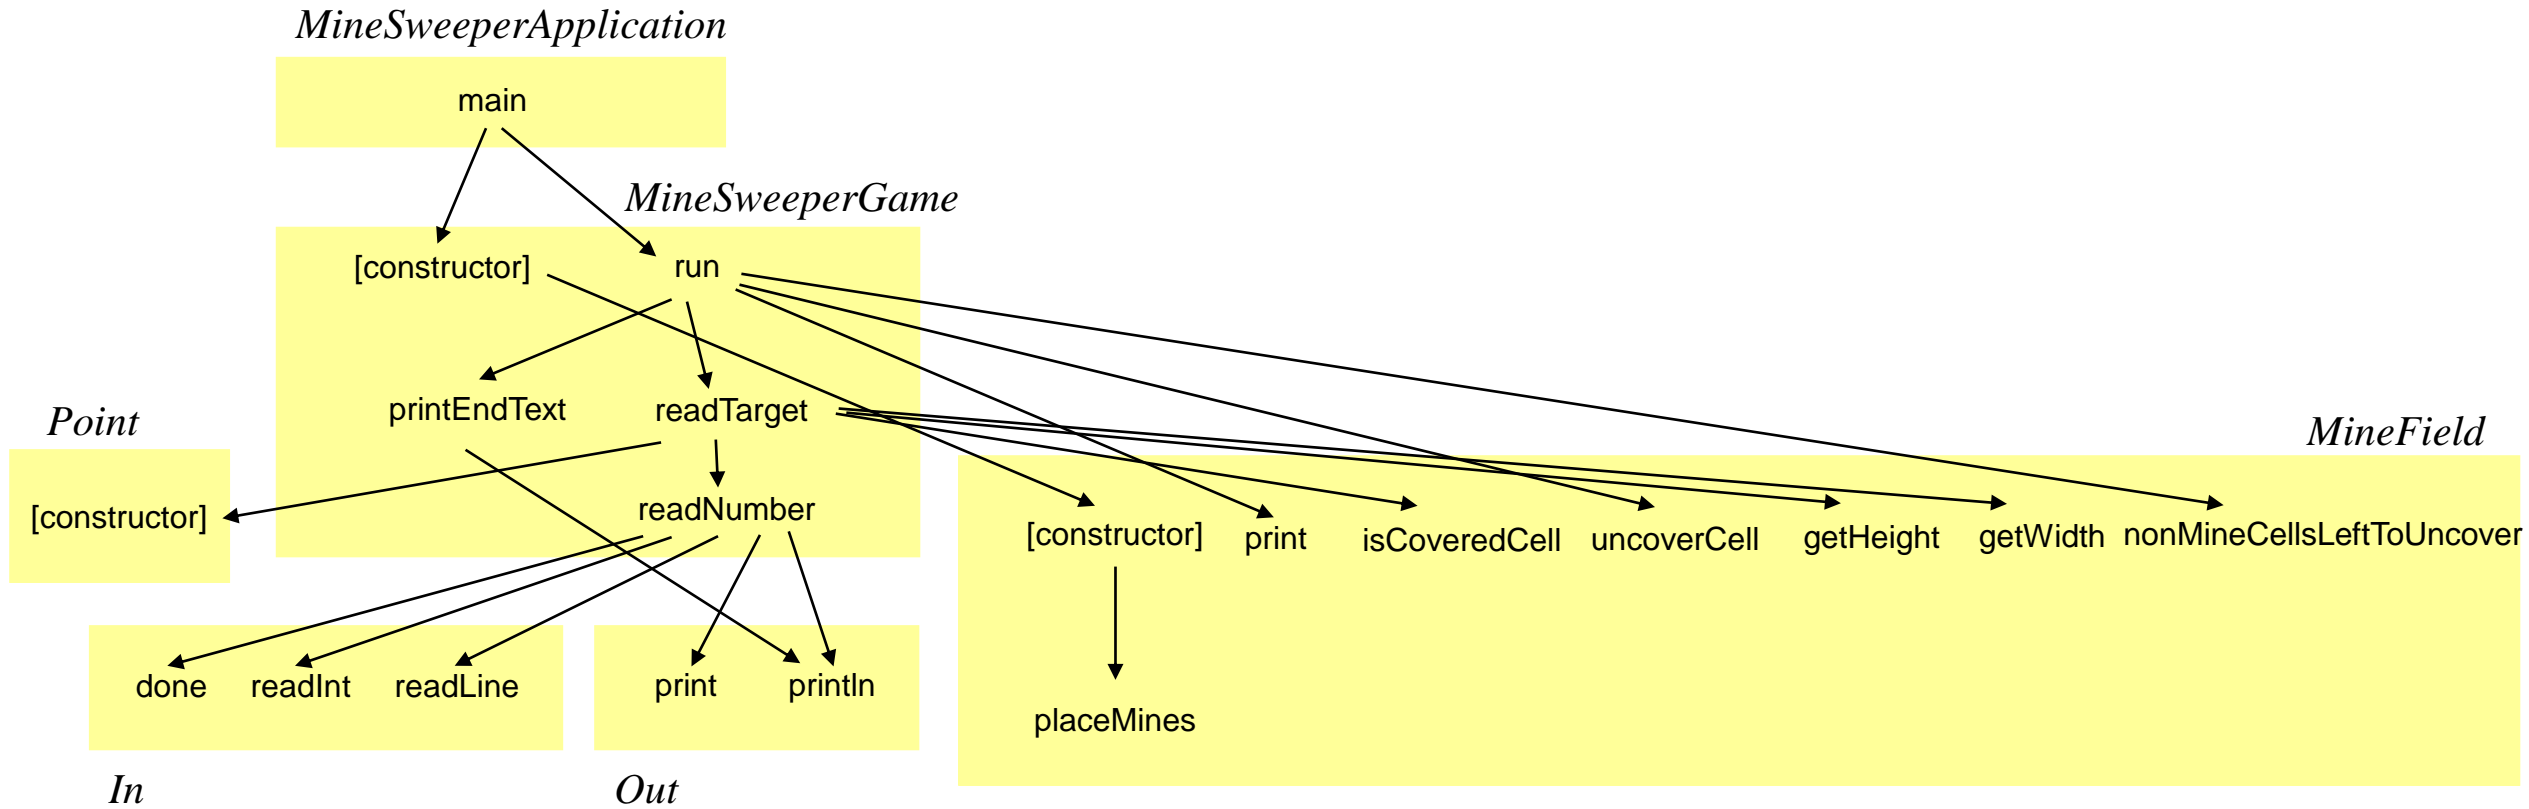 MineSweeperApplication
main
MineSweeperGame
[constructor] run
printEndText readTarget
Point
MineField
[constructor]
readNumber
[constructor] print isCoveredCell uncoverCell getHeight getWidth nonMineCellsLeftToUncover
done readInt readLine print println
placeMines
In Out